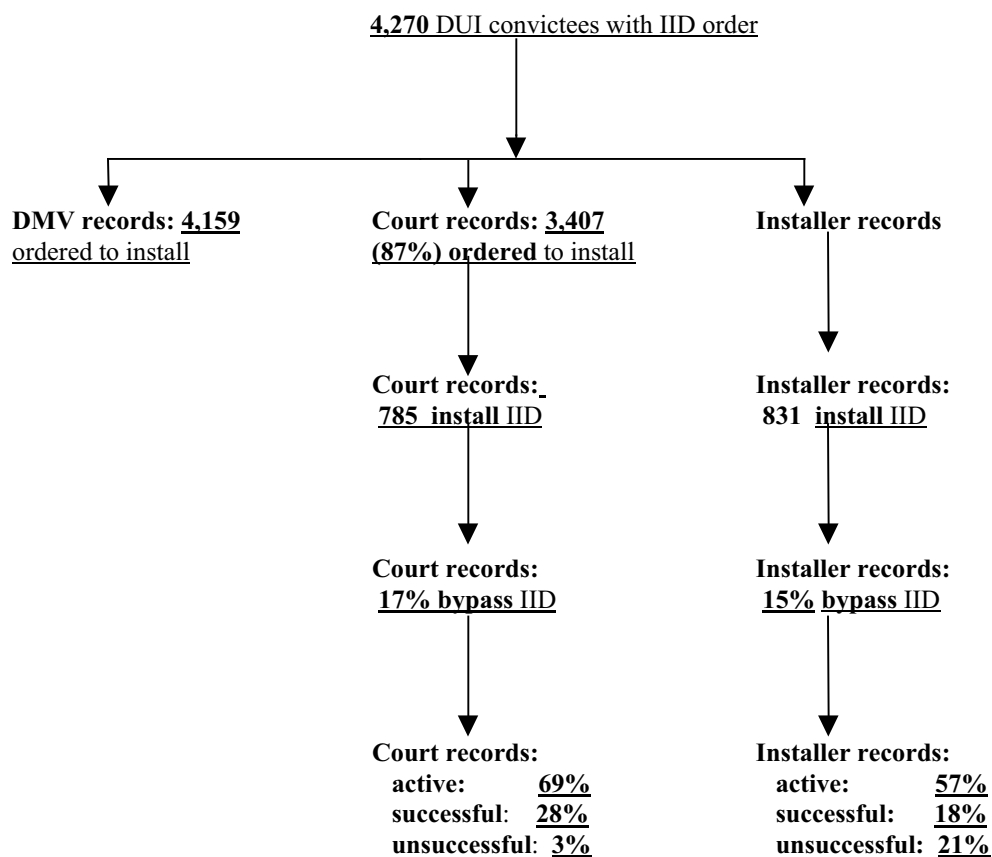 4,270 DUI convictees with IID order
DMV records: 4,159
ordered to install
Court records: 3,407
(87%) ordered to install
Installer records
Court records:
785 install IID
Installer records:
831 install IID
Court records:
17% bypass IID
Installer records:
15% bypass IID
Court records:
active: 69%
successful: 28%
unsuccessful: 3%
Installer records:
active: 57%
successful: 18%
unsuccessful: 21%